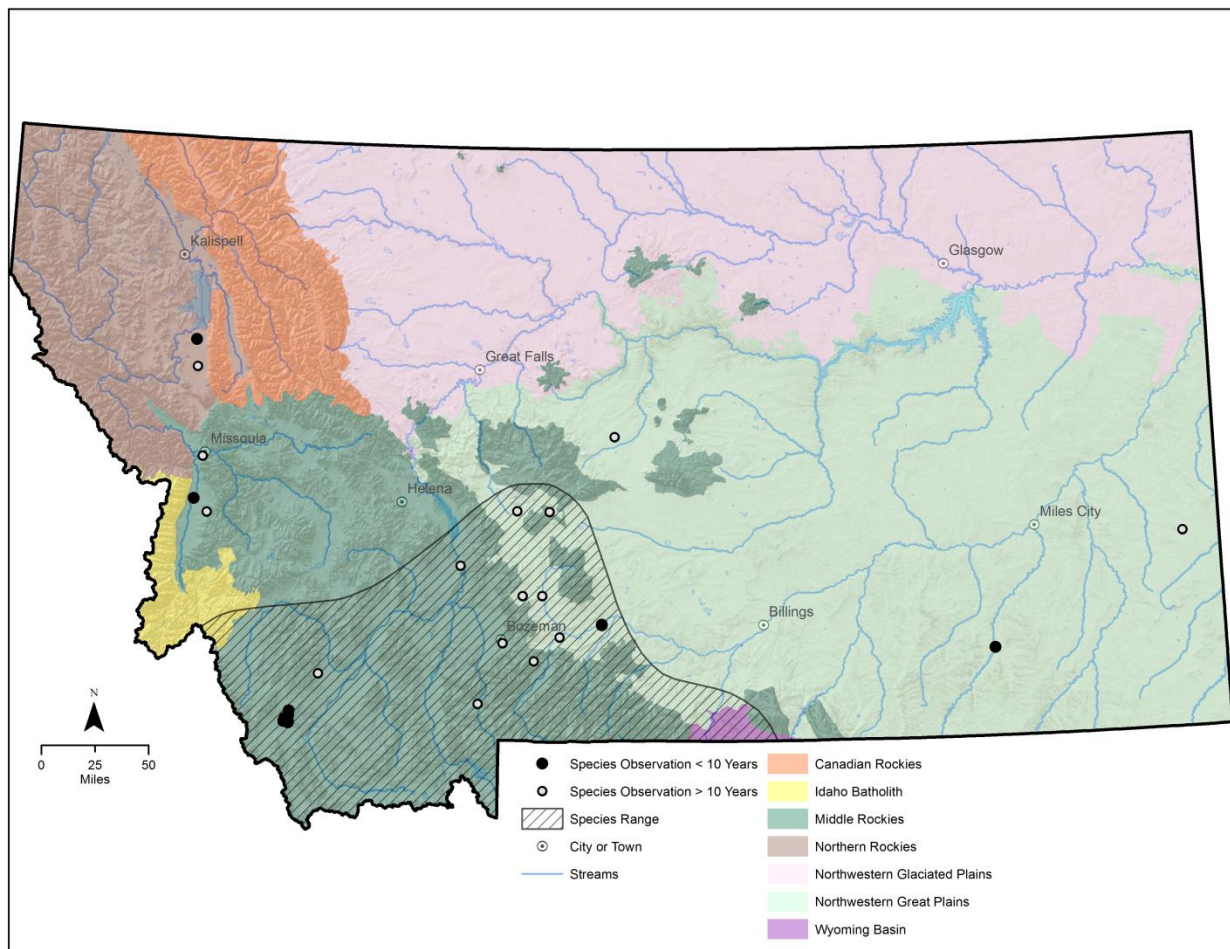 Kalispell
Glasgow
Great Falls
Missoula
Helena
Miles City
Billings
Bozeman
N
0 25 50
Miles
Species Observation < 10 Years
Species Observation > 10 Years
Species Range
City or Town
Streams
Canadian Rockies
Idaho Batholith
Middle Rockies
Northern Rockies
Northwestern Glaciated Plains
Northwestern Great Plains
Wyoming Basin